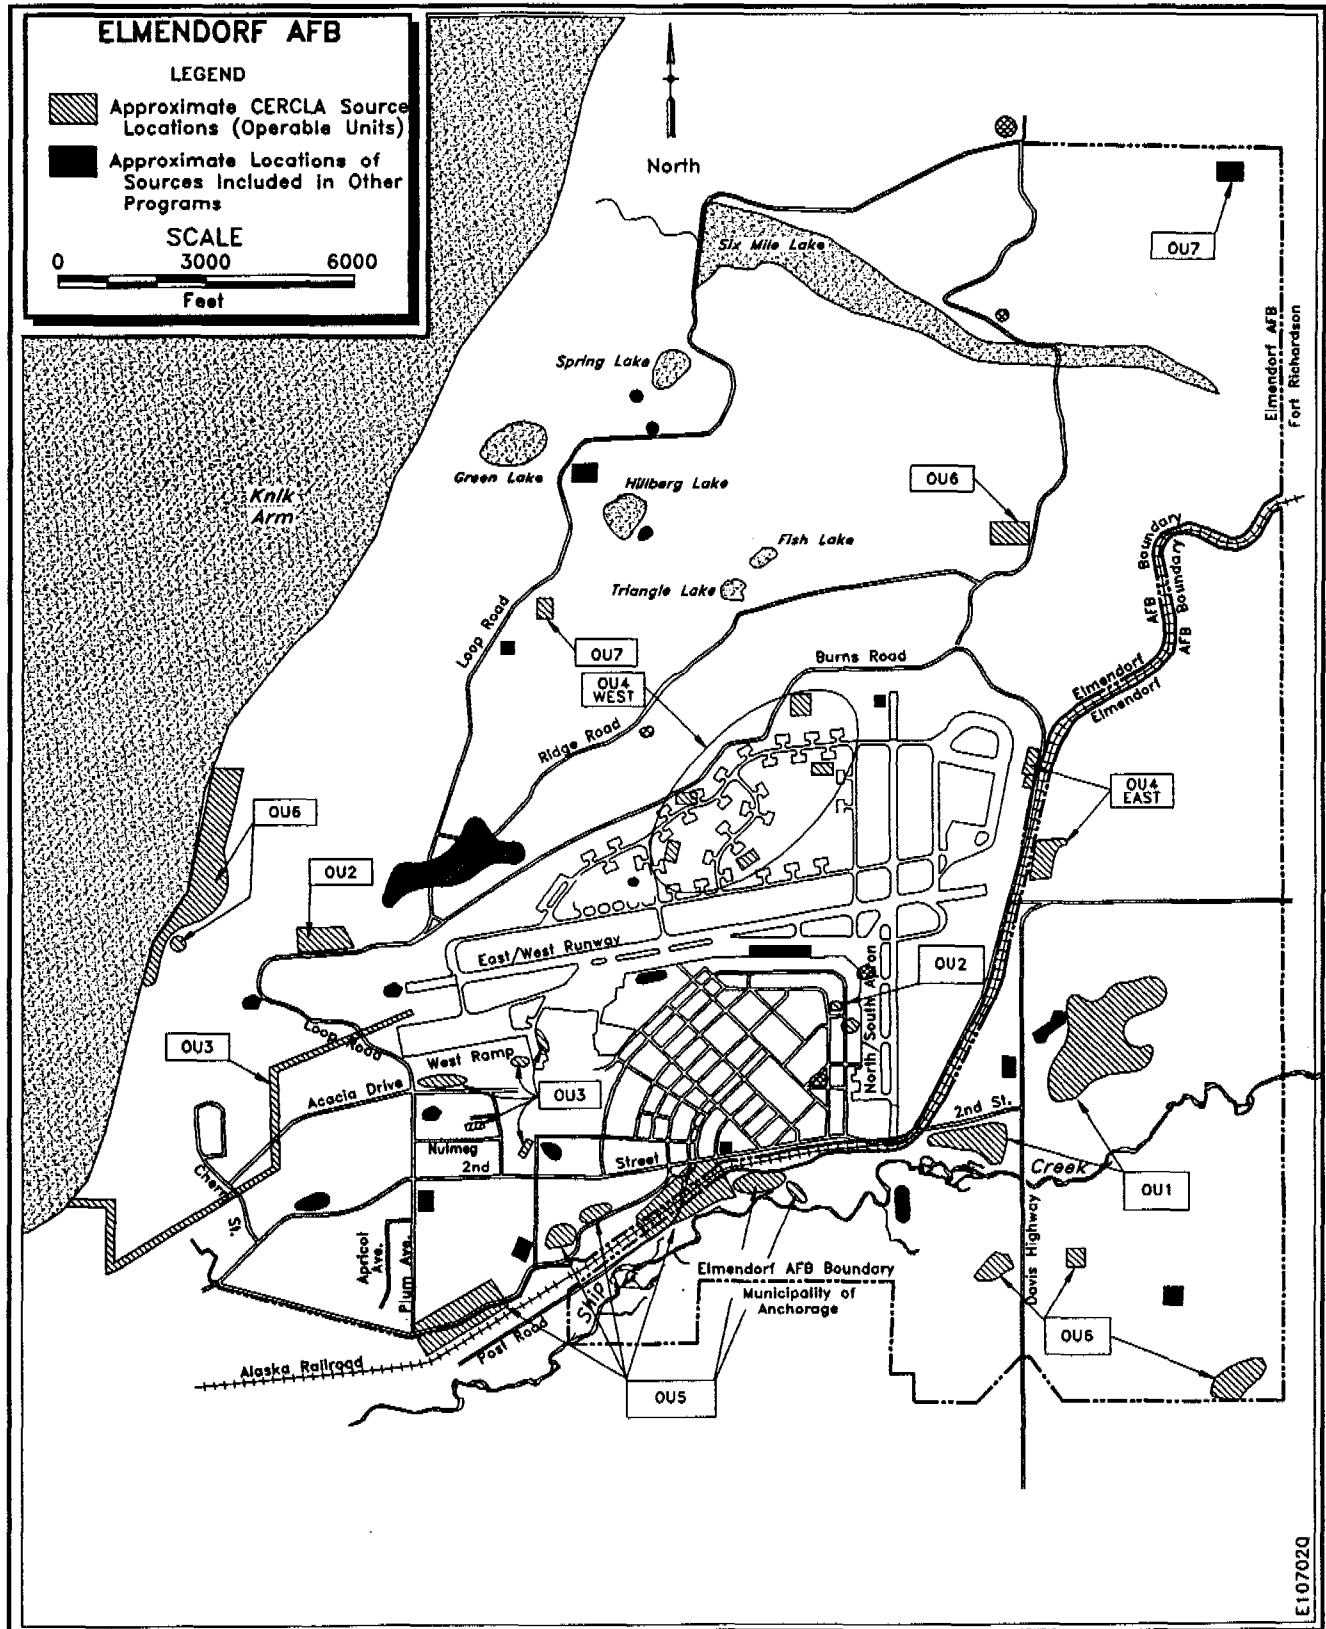 ELMENDORF AFB
LEGEND
Approximate CERCLA Source
Locations (Operable Units)
Approximate Locations of
Sources Included in Other
Programs
SCALE
0 3000 6000
Feet
North
Six Mile Lake
OU7
Elmendorf AFB
Fort Richardson
Spring Lake
Green Lake
Knik
Arm
Hillberg Lake
OU6
Fish Lake
Triangle Lake
Boundary
Boundary
AFB
AFB
Elmendorf
Elmendorf
Loop Road
OU7
OU4
WEST
Burns Road
Ridge Road
OU4
EAST
OU6
OU2
East/West Runway
North/South Apron
OU2
OU3
Loop Road
West Ramp
Acacia Drive
OU3
2nd St.
Nulmeg
2nd
Street
Creek
OU1
Cherry
St.
Apricot
Ave.
Plum Ave.
Ship
Elmendorf AFB Boundary
Municipality of
Anchorage
Davis Highway
OU6
Post Road
Alaska Railroad
OU5
E10702Q